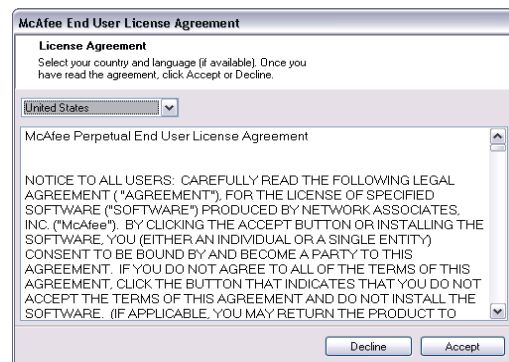 McAfee End User License Agreement
License Agreement
Select your country and language (if available). Once you
have read the agreement, click Accept or Decline.
United States
McAfee Perpetual End User License Agreement
NOTICE TO ALL USERS: CAREFULLY READ THE FOLLOWING LEGAL
AGREEMENT ( "AGREEMENT"), FOR THE LICENSE OF SPECIFIED
SOFTWARE ("SOFTWARE") PRODUCED BY NETWORK ASSOCIATES,
INC. ("McAfee"). BY CLICKING THE ACCEPT BUTTON OR INSTALLING THE
SOFTWARE, YOU (EITHER AN INDIVIDUAL OR A SINGLE ENTITY)
CONSENT TO BE BOUND BY AND BECOME A PARTY TO THIS
AGREEMENT. IF YOU DO NOT AGREE TO ALL OF THE TERMS OF THIS
AGREEMENT, CLICK THE BUTTON THAT INDICATES THAT YOU DO NOT
ACCEPT THE TERMS OF THIS AGREEMENT AND DO NOT INSTALL THE
SOFTWARE. (IF APPLICABLE, YOU MAY RETURN THE PRODUCT TO
Decline
Accept